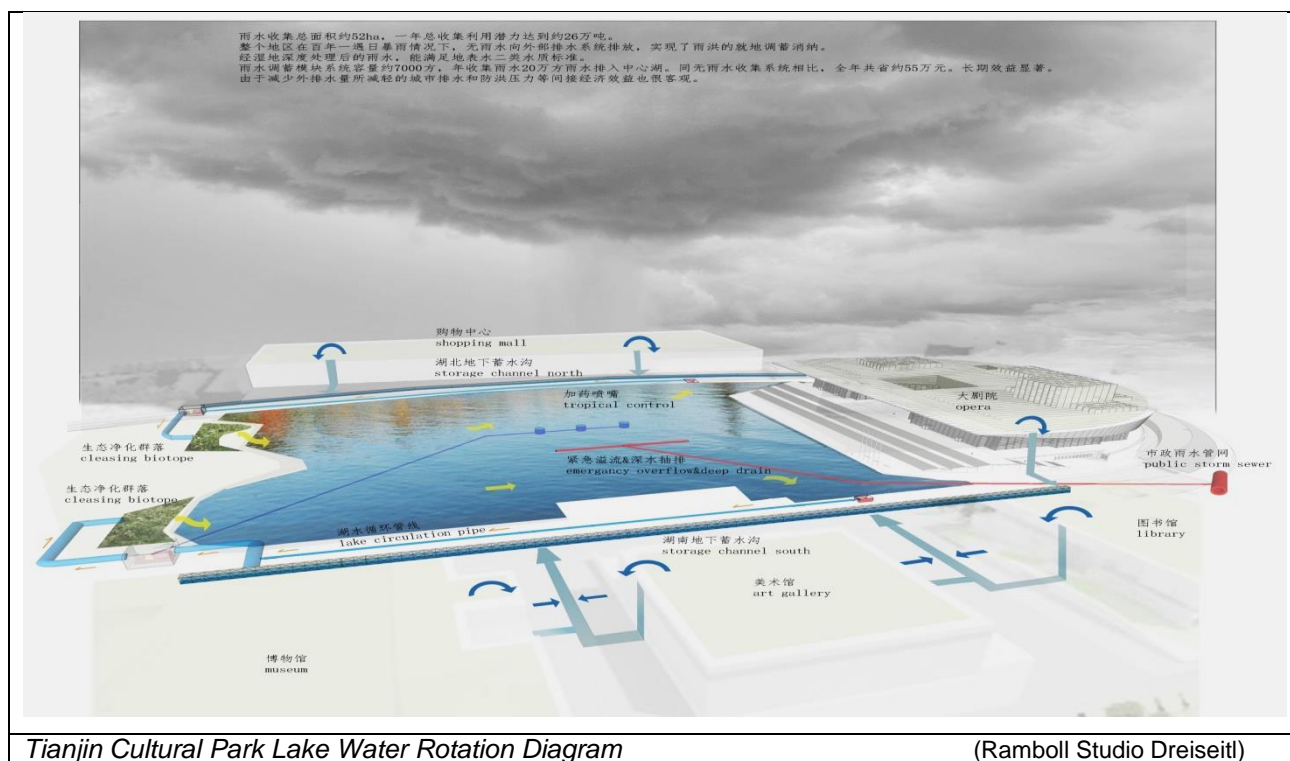 雨水收集总面积约52ha，一年总收集利用潜力达到约26万吨。
整个地区在百年一遇日暴雨情况下，无雨水向外部排水系统排放，实现了雨洪的就地调蓄消纳。
经湿地深度处理后的雨水，能满足地表水二类水质标准。
雨水调蓄模块系统容量约7000方，年收集雨水20万方雨水排入中心湖。同无雨水收集系统相比，全年共省约55万元。长期效益显著。
由于减少外排水量所减轻的城市排水和防洪压力等间接经济效益也很客观。
购物中心
shopping mall
湖北地下蓄水沟
storage channel north
加药喷嘴
tropical control
大剧院
opera
生态净化群落
cleasing biotope
紧急溢流&深水抽排
emergancy overflow&deep drain
市政雨水管网
public storm sewer
生态净化群落
cleasing biotope
湖水循环管线
lake circulation pipe
图书馆
library
湖南地下蓄水沟
storage channel south
美术馆
art gallery
博物馆
museum
Tianjin Cultural Park Lake Water Rotation Diagram (Ramboll Studio Dreiseitl)